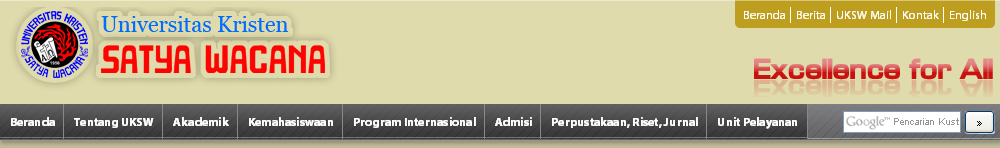 Beranda | Berita | UKSW Mail | Kontak | English
UNIVERSITAS KRISTEN
SATYA WACANA
1956
Universitas Kristen
SATYA WACANA
Excellence for All
Beranda Tentang UKSW Akademik Kemahasiswaan Program Internasional Admisi Perpustakaan, Riset, Jurnal Unit Pelayanan Google™ Pencarian Kust »